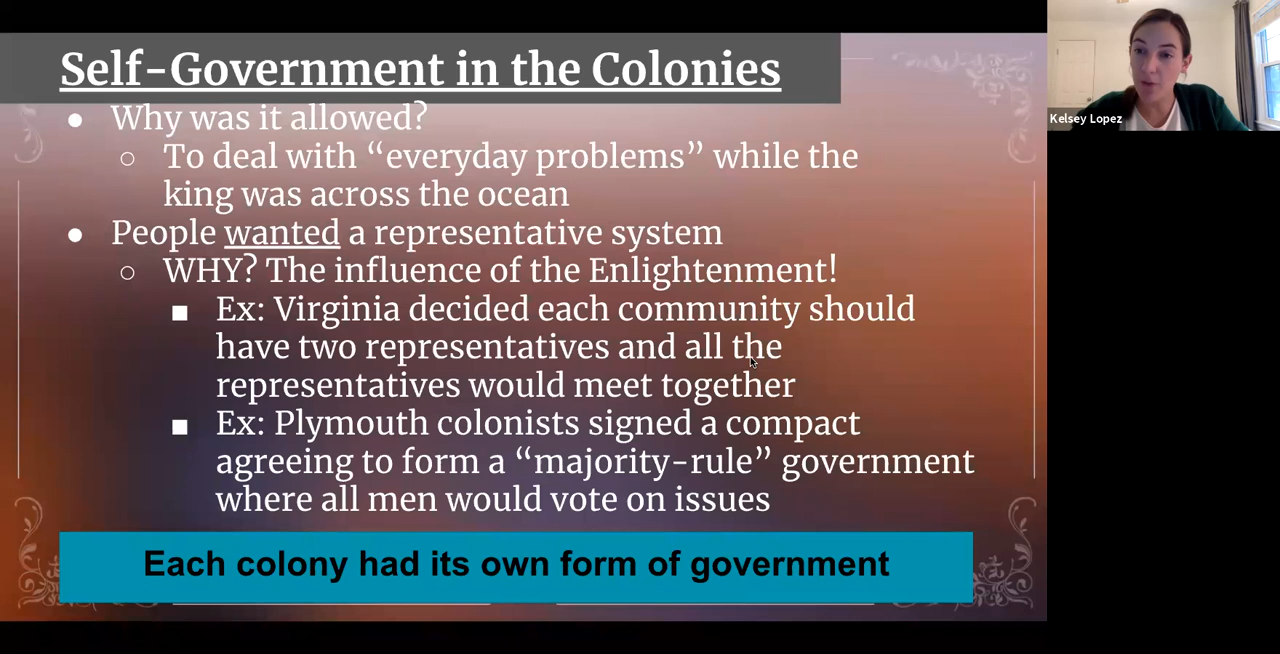 Self-Government in the Colonies
● Why was it allowed?
○ To deal with “everyday problems” while the
king was across the ocean
● People wanted a representative system
○ WHY? The influence of the Enlightenment!
■ Ex: Virginia decided each community should
have two representatives and all the
representatives would meet together
■ Ex: Plymouth colonists signed a compact
agreeing to form a “majority-rule” government
where all men would vote on issues
Each colony had its own form of government
Kelsey Lopez